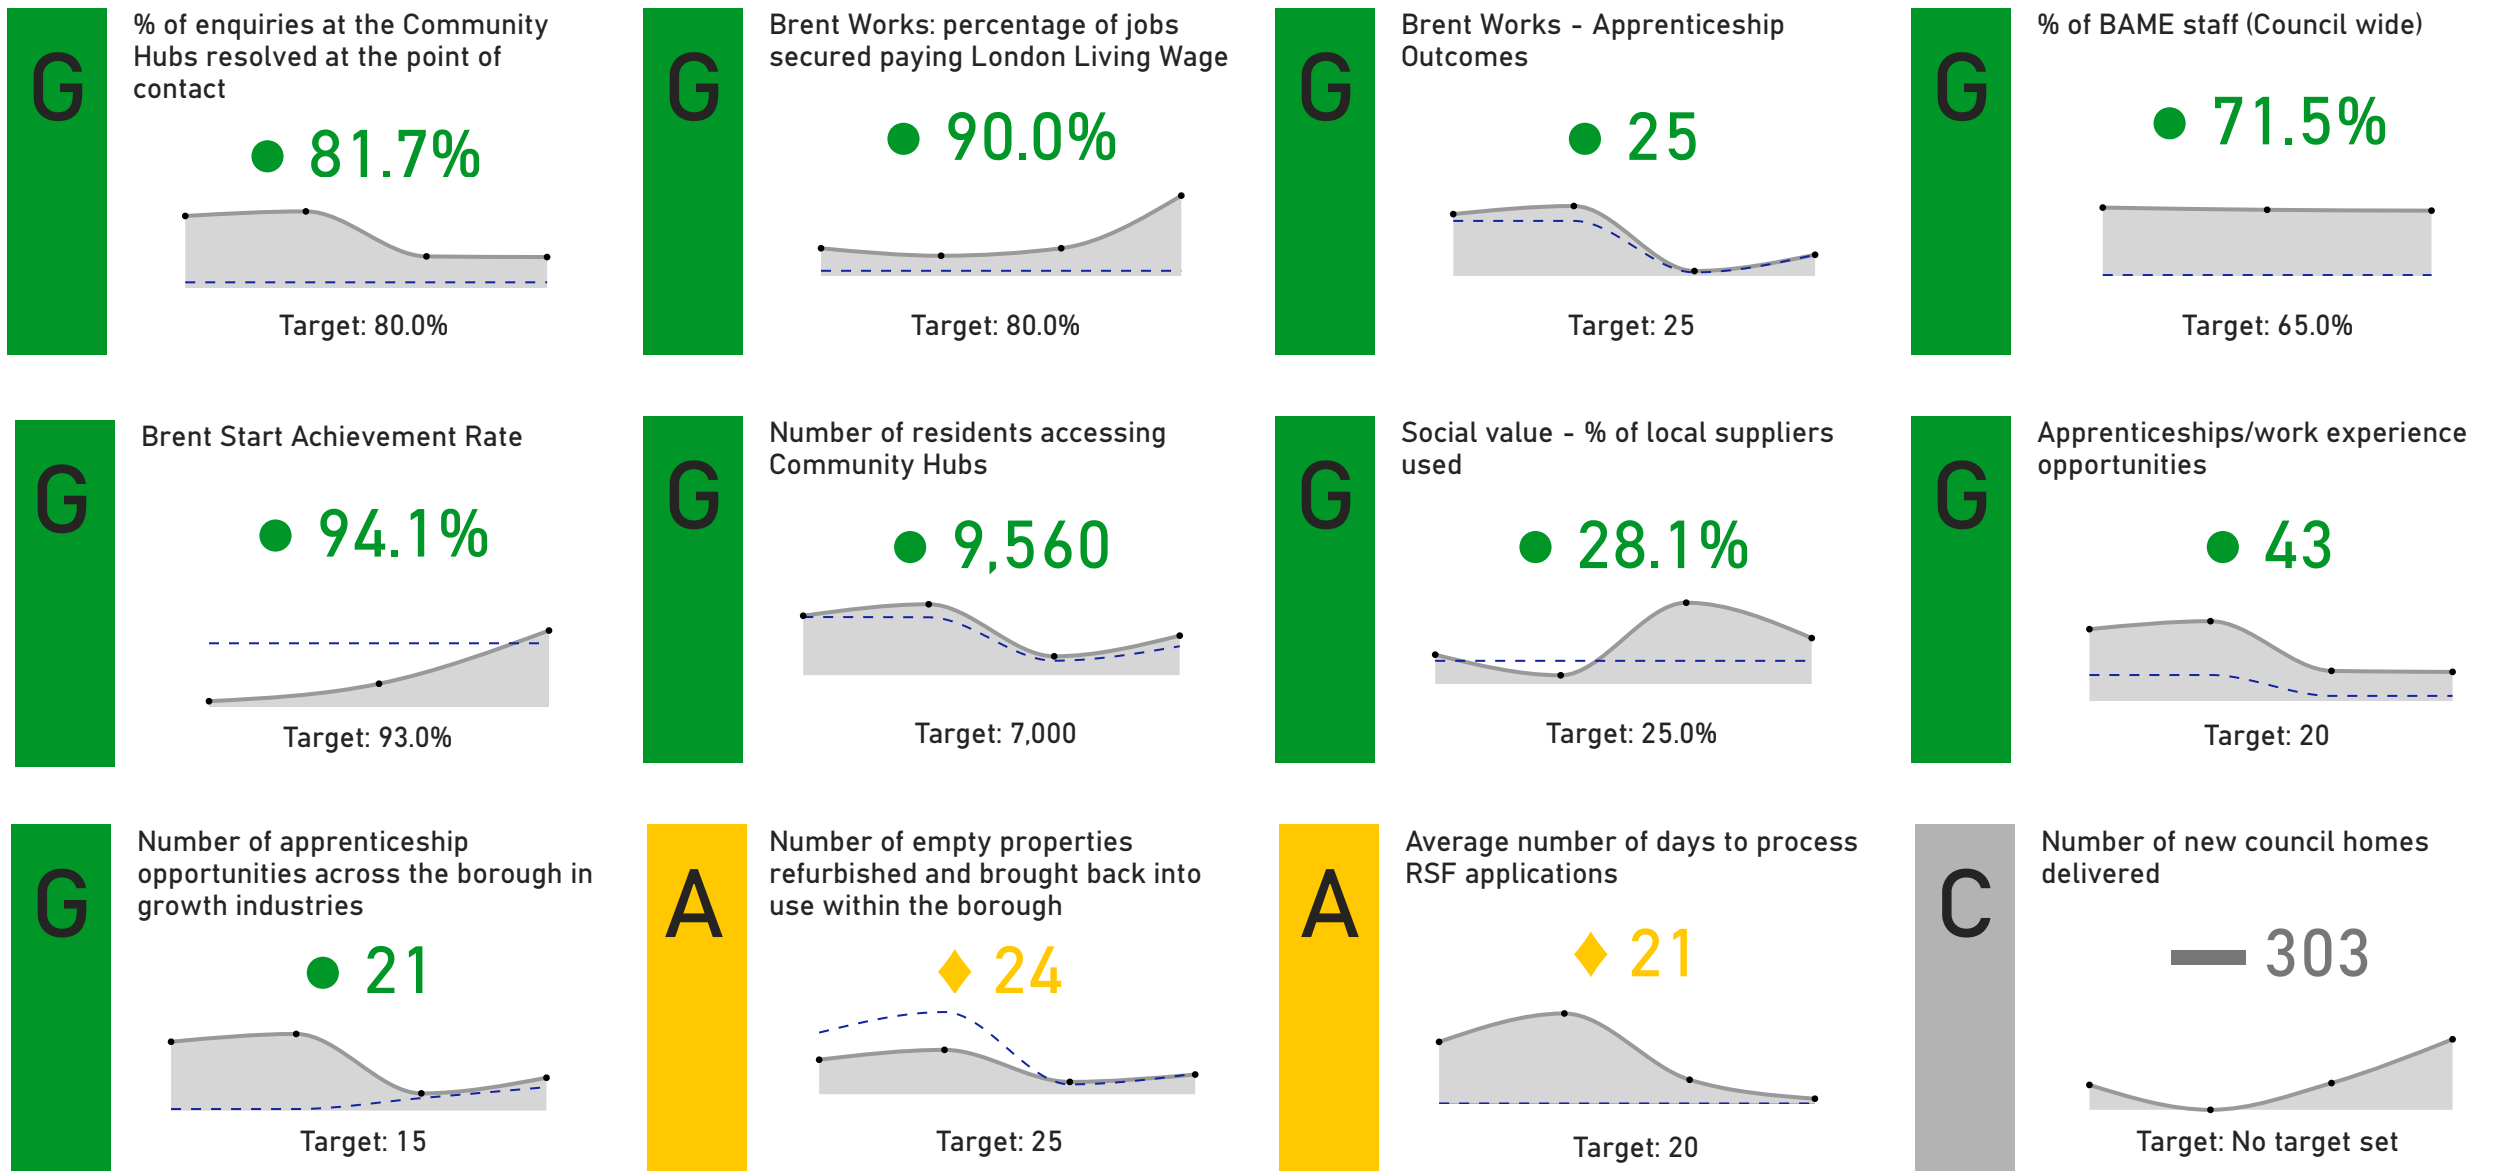 G
% of enquiries at the Community
Hubs resolved at the point of
contact
81.7%
Target: 80.0%
G
Brent Works: percentage of jobs
secured paying London Living Wage
90.0%
Target: 80.0%
G
Brent Works - Apprenticeship
Outcomes
25
Target: 25
G
% of BAME staff (Council wide)
71.5%
Target: 65.0%
G
Brent Start Achievement Rate
94.1%
Target: 93.0%
G
Number of residents accessing
Community Hubs
9,560
Target: 7,000
G
Social value - % of local suppliers
used
28.1%
Target: 25.0%
G
Apprenticeships/work experience
opportunities
43
Target: 20
G
Number of apprenticeship
opportunities across the borough in
growth industries
21
Target: 15
A
Number of empty properties
refurbished and brought back into
use within the borough
24
Target: 25
A
Average number of days to process
RSF applications
21
Target: 20
C
Number of new council homes
delivered
303
Target: No target set